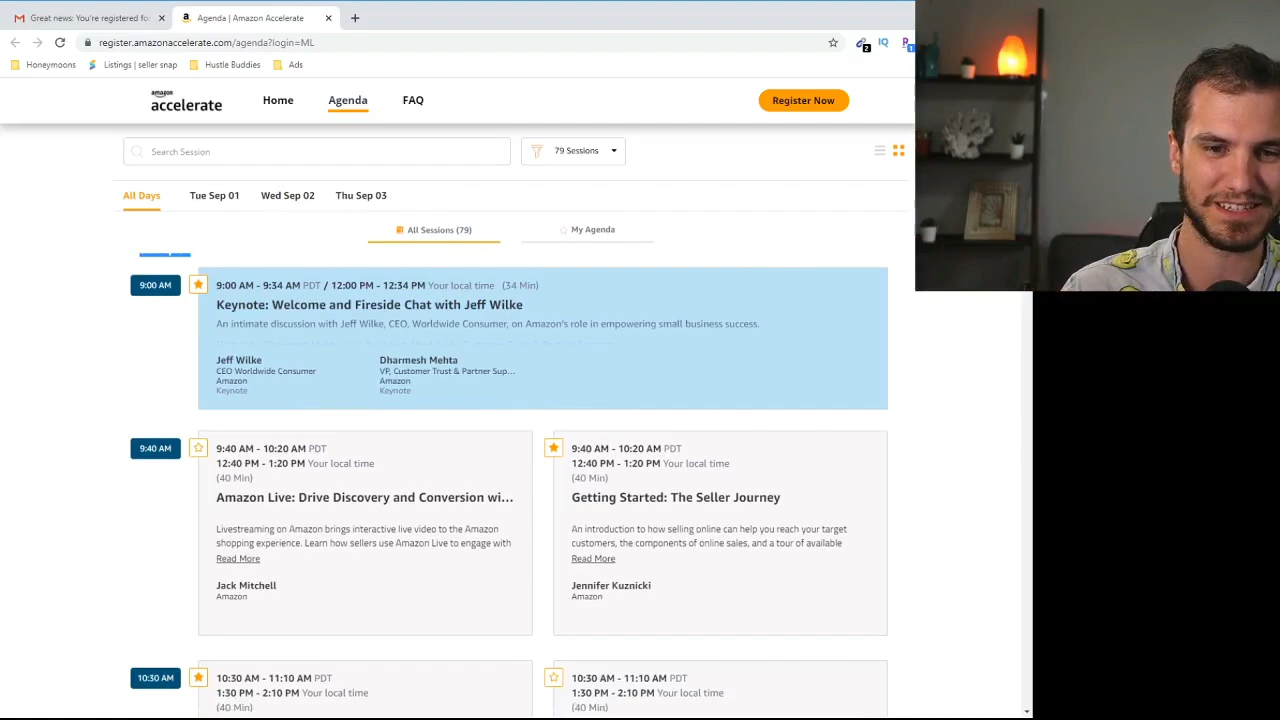 Great news: You're registered fo
Agenda | Amazon Accelerate
register.amazonaccelerate.com/agenda?login=ML
2
IQ
1
Honeymoons
Listings | seller snap
Hustle Buddies
Ads
amazon
accelerate
Home
Agenda
FAQ
Register Now
Search Session
79 Sessions
All Days
Tue Sep 01
Wed Sep 02
Thu Sep 03
All Sessions (79)
My Agenda
9:00 AM
9:00 AM - 9:34 AM PDT / 12:00 PM - 12:34 PM Your local time (34 Min)
Keynote: Welcome and Fireside Chat with Jeff Wilke
An intimate discussion with Jeff Wilke, CEO, Worldwide Consumer, on Amazon's role in empowering small business success.
Jeff Wilke
CEO Worldwide Consumer
Amazon
Keynote
Dharmesh Mehta
VP, Customer Trust & Partner Sup...
Amazon
Keynote
9:40 AM
9:40 AM - 10:20 AM PDT
12:40 PM - 1:20 PM Your local time
(40 Min)
Amazon Live: Drive Discovery and Conversion wi...
Livestreaming on Amazon brings interactive live video to the Amazon
shopping experience. Learn how sellers use Amazon Live to engage with
Read More
Jack Mitchell
Amazon
9:40 AM - 10:20 AM PDT
12:40 PM - 1:20 PM Your local time
(40 Min)
Getting Started: The Seller Journey
An introduction to how selling online can help you reach your target
customers, the components of online sales, and a tour of available
Read More
Jennifer Kuznicki
Amazon
10:30 AM
10:30 AM - 11:10 AM PDT
1:30 PM - 2:10 PM Your local time
(40 Min)
10:30 AM - 11:10 AM PDT
1:30 PM - 2:10 PM Your local time
(40 Min)